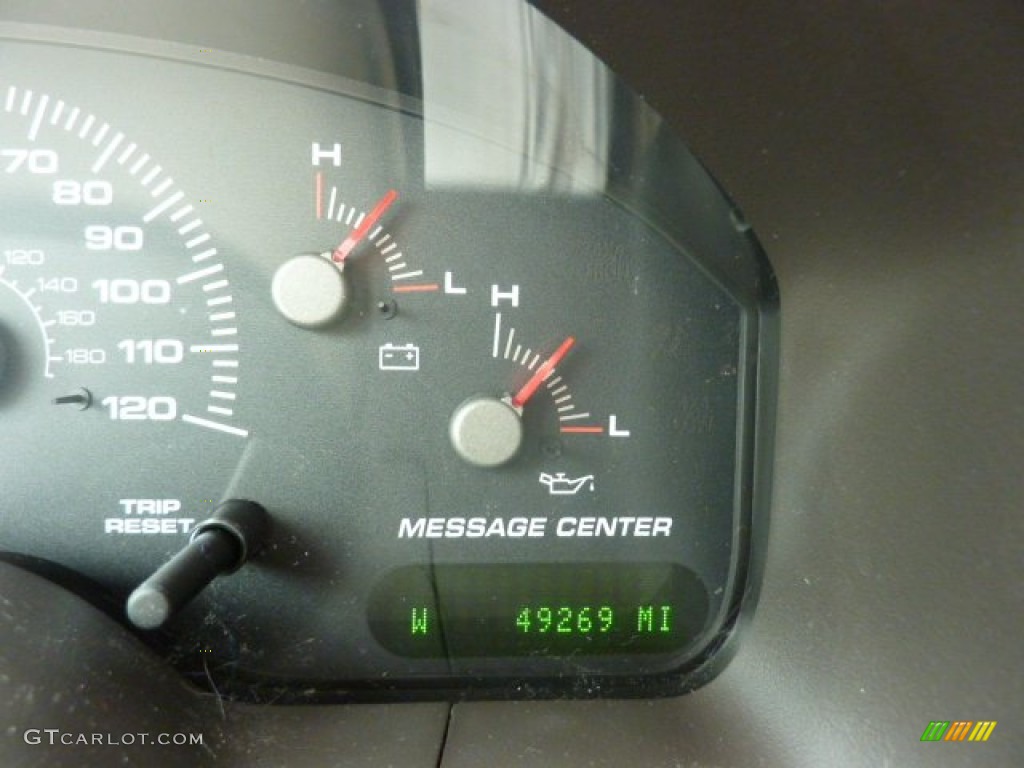 70
80
90
100
110
120
120
140
160
180
H
L
H
L
TRIP
RESET
MESSAGE CENTER
W 49269 MI
GTCARLOT.COM